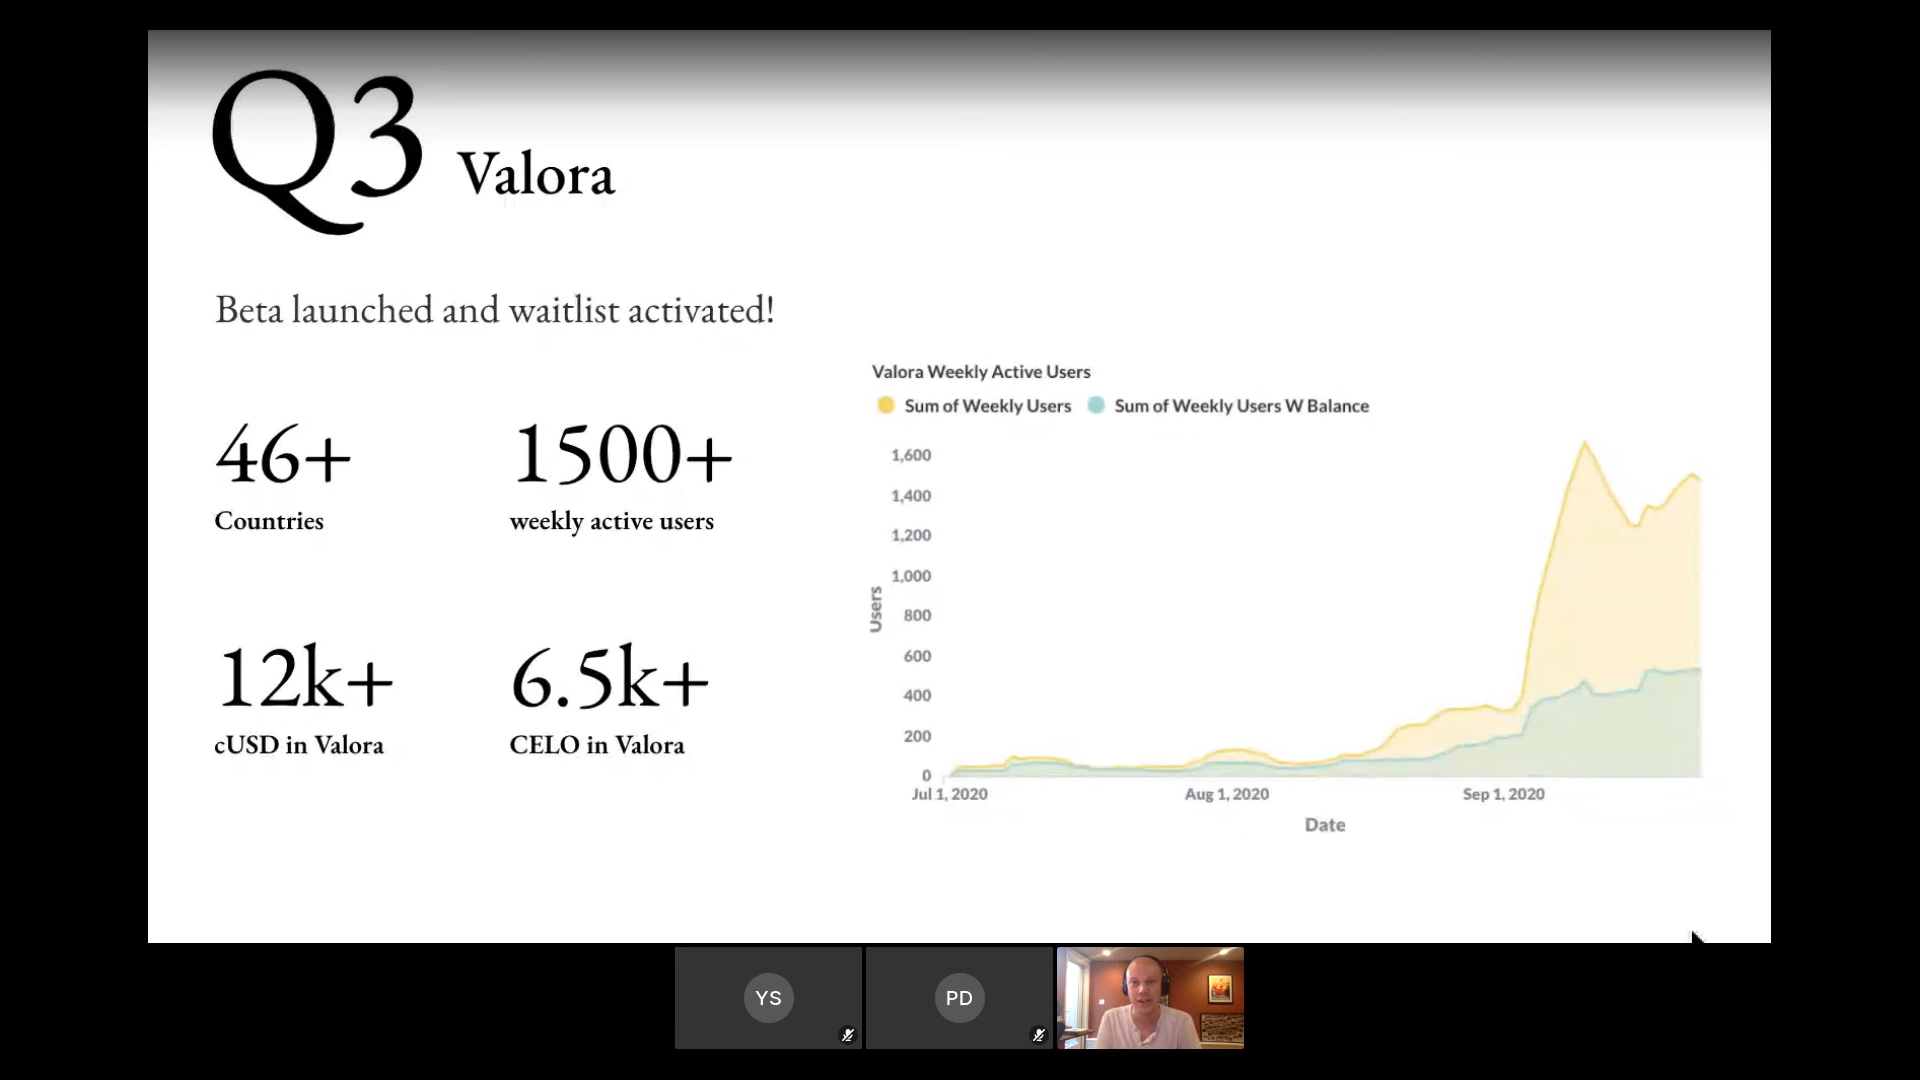 Q3 Valora
Beta launched and waitlist activated!
46+
Countries
1500+
weekly active users
12k+
cUSD in Valora
6.5k+
CELO in Valora
Valora Weekly Active Users
Sum of Weekly Users
Sum of Weekly Users W Balance
Users
1,600
1,400
1,200
1,000
800
600
400
200
0
Jul 1, 2020
Aug 1, 2020
Sep 1, 2020
Date
YS
PD